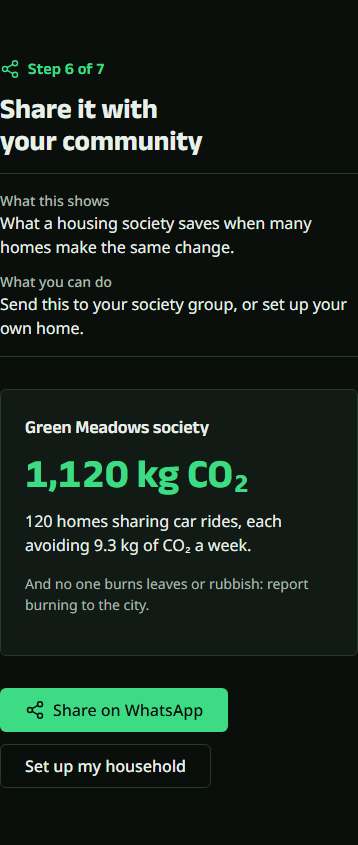 Step 6 of 7
Share it with
your community
What this shows
What a housing society saves when many
homes make the same change.
What you can do
Send this to your society group, or set up your
own home.
Green Meadows society
1,120 kg CO₂
120 homes sharing car rides, each
avoiding 9.3 kg of CO₂ a week.
And no one burns leaves or rubbish: report
burning to the city.
Share on WhatsApp
Set up my household